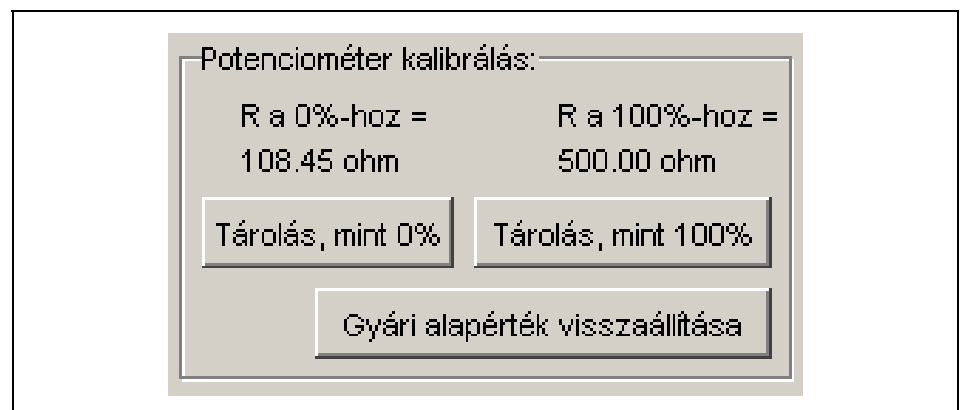 Potenciométer kalibrálás:
R a 0%-hoz = R a 100%-hoz =
108.45 ohm 500.00 ohm
Tárolás, mint 0% Tárolás, mint 100%
Gyári alapérték visszaállítása